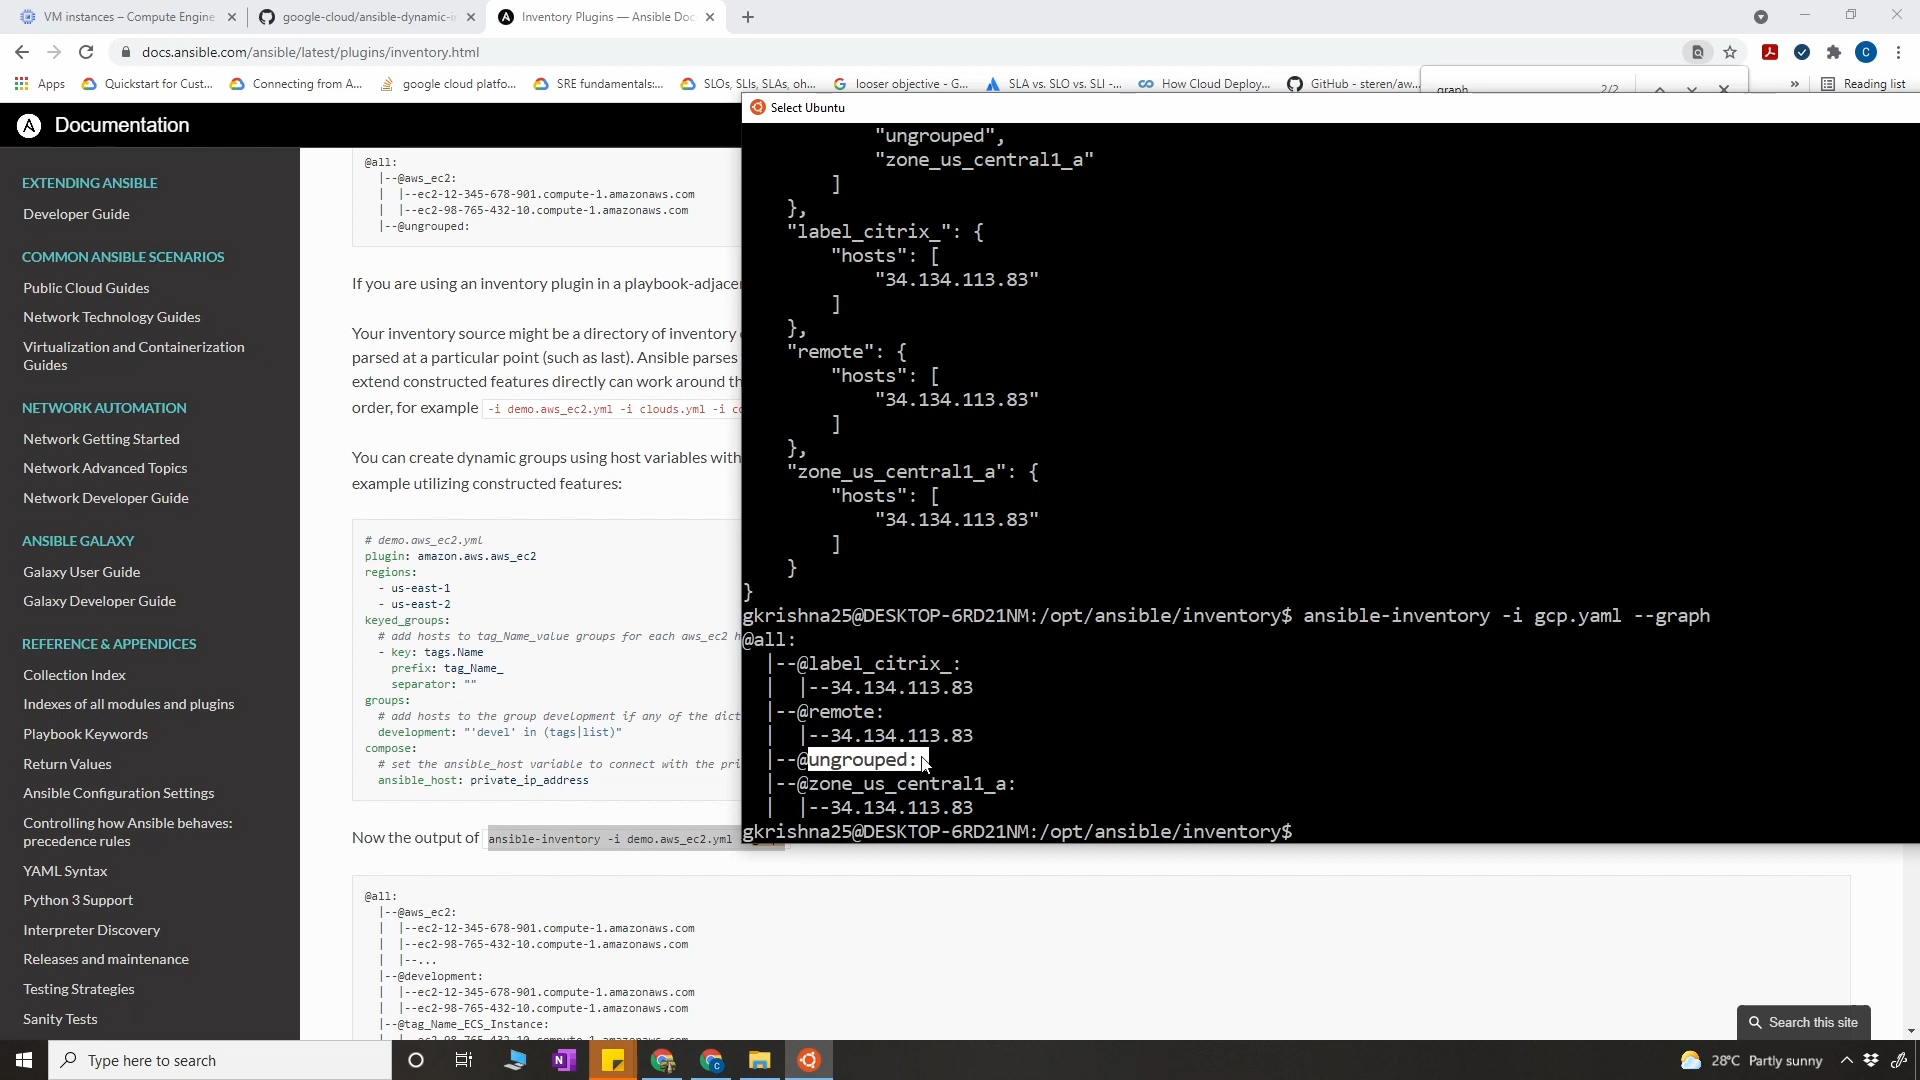 VM instances – Compute Engine
google-cloud/ansible-dynamic-i
Inventory Plugins — Ansible Doc
docs.ansible.com/ansible/latest/plugins/inventory.html
C
Apps
Quickstart for Cust...
Connecting from A...
google cloud platfo...
SRE fundamentals:...
SLOs, SLIs, SLAs, oh...
looser objective - G...
SLA vs. SLO vs. SLI -...
How Cloud Deploy...
GitHub - steren/aw...
graph
2/2
»
Reading list
Documentation
EXTENDING ANSIBLE
Developer Guide
COMMON ANSIBLE SCENARIOS
Public Cloud Guides
Network Technology Guides
Virtualization and Containerization
Guides
NETWORK AUTOMATION
Network Getting Started
Network Advanced Topics
Network Developer Guide
ANSIBLE GALAXY
Galaxy User Guide
Galaxy Developer Guide
REFERENCE & APPENDICES
Collection Index
Indexes of all modules and plugins
Playbook Keywords
Return Values
Ansible Configuration Settings
Controlling how Ansible behaves:
precedence rules
YAML Syntax
Python 3 Support
Interpreter Discovery
Releases and maintenance
Testing Strategies
Sanity Tests
@all:
|--@aws_ec2:
| |--ec2-12-345-678-901.compute-1.amazonaws.com
| |--ec2-98-765-432-10.compute-1.amazonaws.com
|--@ungrouped:
If you are using an inventory plugin in a playbook-adjacen
Your inventory source might be a directory of inventory
parsed at a particular point (such as last). Ansible parses
extend constructed features directly can work around th
order, for example -i demo.aws_ec2.yml -i clouds.yml -i co
You can create dynamic groups using host variables with
example utilizing constructed features:
# demo.aws_ec2.yml
plugin: amazon.aws.aws_ec2
regions:
- us-east-1
- us-east-2
keyed_groups:
# add hosts to tag_Name_value groups for each aws_ec2 h
- key: tags.Name
prefix: tag_Name_
separator: ""
groups:
# add hosts to the group development if any of the dict
development: "'devel' in (tags|list)"
compose:
# set the ansible_host variable to connect with the pri
ansible_host: private_ip_address
Now the output of ansible-inventory -i demo.aws_ec2.yml
@all:
|--@aws_ec2:
| |--ec2-12-345-678-901.compute-1.amazonaws.com
| |--ec2-98-765-432-10.compute-1.amazonaws.com
| |--...
|--@development:
| |--ec2-12-345-678-901.compute-1.amazonaws.com
| |--ec2-98-765-432-10.compute-1.amazonaws.com
|--@tag_Name_ECS_Instance:
Select Ubuntu
"ungrouped",
"zone_us_central1_a"
]
},
"label_citrix_": {
"hosts": [
"34.134.113.83"
]
},
"remote": {
"hosts": [
"34.134.113.83"
]
},
"zone_us_central1_a": {
"hosts": [
"34.134.113.83"
]
}
}
gkrishna25@DESKTOP-6RD21NM:/opt/ansible/inventory$ ansible-inventory -i gcp.yaml --graph
@all:
|--@label_citrix_:
| |--34.134.113.83
|--@remote:
| |--34.134.113.83
|--@ungrouped:
|--@zone_us_central1_a:
| |--34.134.113.83
gkrishna25@DESKTOP-6RD21NM:/opt/ansible/inventory$
Search this site
Type here to search
28°C Partly sunny